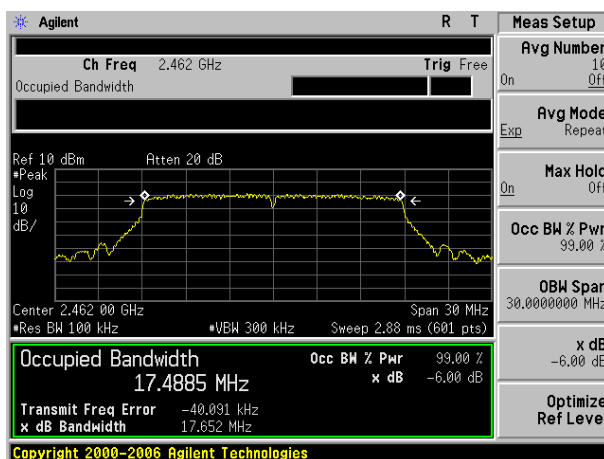 Agilent R T
Meas Setup
Ch Freq 2.462 GHz Trig Free
Occupied Bandwidth
Avg Number
10
On Off
Avg Mode
Exp Repeat
Max Hold
On Off
Occ BW % Pwr
99.00 %
OBW Span
30.0000000 MHz
x dB
-6.00 dB
Optimize
Ref Level
Ref 10 dBm Atten 20 dB
#Peak
Log
10
dB/
Center 2.462 00 GHz Span 30 MHz
#Res BW 100 kHz #VBW 300 kHz Sweep 2.88 ms (601 pts)
Occupied Bandwidth Occ BW % Pwr 99.00 %
17.4885 MHz x dB -6.00 dB
Transmit Freq Error -40.091 kHz
x dB Bandwidth 17.652 MHz
Copyright 2000-2006 Agilent Technologies